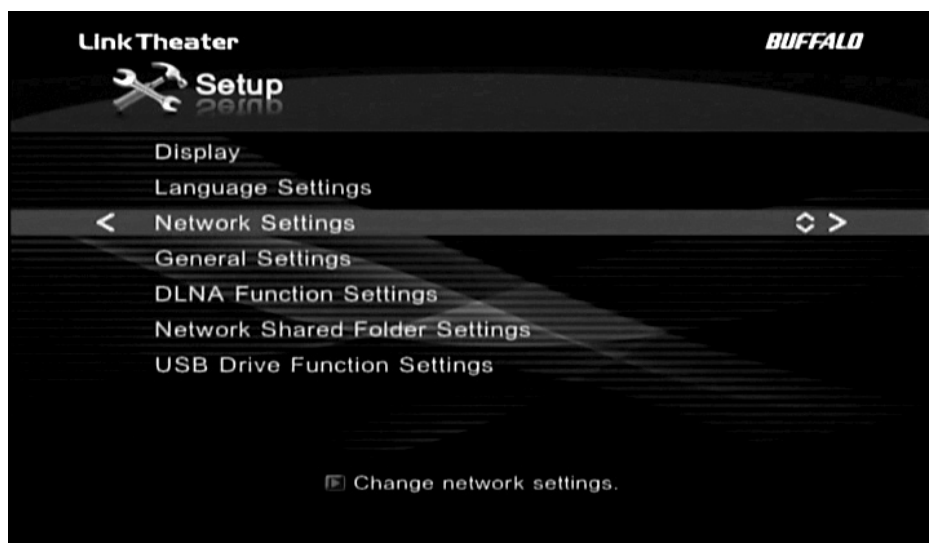 LinkTheater
BUFFALO
Setup
Display
Language Settings
< Network Settings >
General Settings
DLNA Function Settings
Network Shared Folder Settings
USB Drive Function Settings
Change network settings.